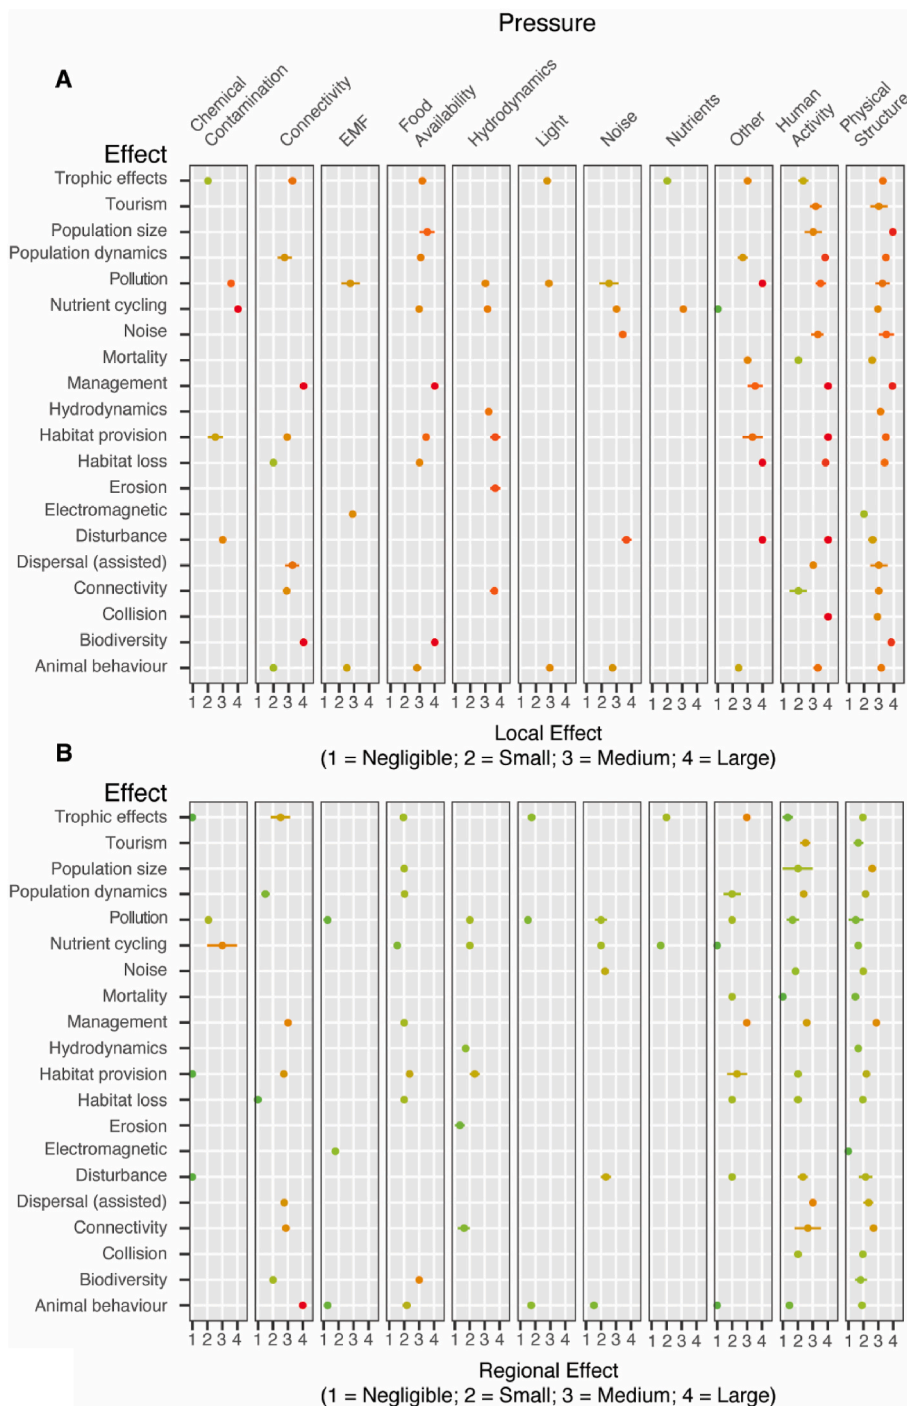 Pressure
A
Chemical
Contamination
Connectivity
EMF
Food
Availability
Hydrodynamics
Light
Noise
Nutrients
Other
Human
Activity
Physical
Structure
Effect
Trophic effects
Tourism
Population size
Population dynamics
Pollution
Nutrient cycling
Noise
Mortality
Management
Hydrodynamics
Habitat provision
Habitat loss
Erosion
Electromagnetic
Disturbance
Dispersal (assisted)
Connectivity
Collision
Biodiversity
Animal behaviour
1 2 3 4 1 2 3 4 1 2 3 4 1 2 3 4 1 2 3 4 1 2 3 4 1 2 3 4 1 2 3 4 1 2 3 4 1 2 3 4 1 2 3 4
Local Effect
(1 = Negligible; 2 = Small; 3 = Medium; 4 = Large)
B
Effect
Trophic effects
Tourism
Population size
Population dynamics
Pollution
Nutrient cycling
Noise
Mortality
Management
Hydrodynamics
Habitat provision
Habitat loss
Erosion
Electromagnetic
Disturbance
Dispersal (assisted)
Connectivity
Collision
Biodiversity
Animal behaviour
1 2 3 4 1 2 3 4 1 2 3 4 1 2 3 4 1 2 3 4 1 2 3 4 1 2 3 4 1 2 3 4 1 2 3 4 1 2 3 4 1 2 3 4
Regional Effect
(1 = Negligible; 2 = Small; 3 = Medium; 4 = Large)